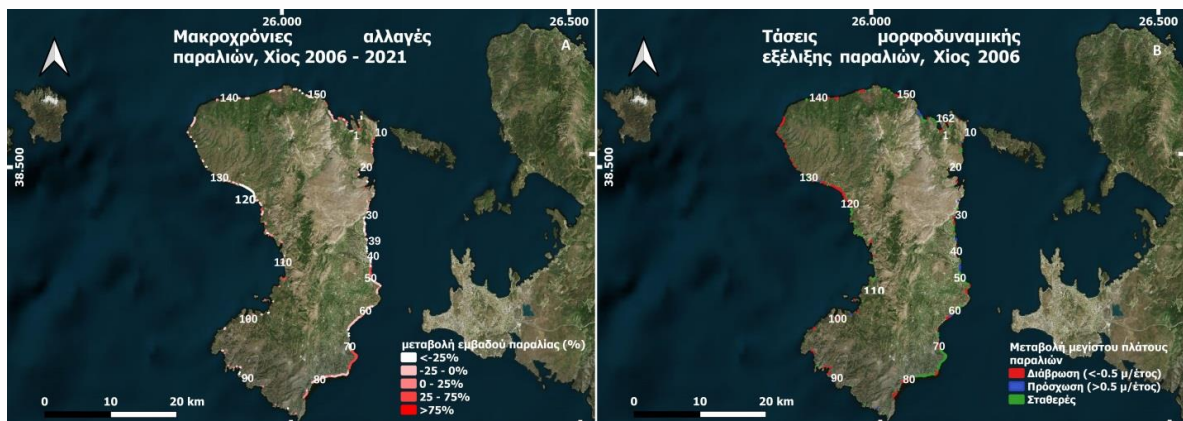 26.000
26.500
Μακροχρόνιες αλλαγές
παραλιών, Χίος 2006 - 2021
A
38.500
140
150
1
10
20
130
120
30
39
40
110
50
60
100
70
90
80
μεταβολή εμβαδού παραλίας (%)
<-25%
-25 - 0%
0 - 25%
25 - 75%
>75%
0 10 20 km
26.000
26.500
Τάσεις μορφοδυναμικής
εξέλιξης παραλιών, Χίος 2006
B
38.500
140
150
162
1
10
20
130
120
30
40
50
110
60
100
70
90
80
Μεταβολή μεγίστου πλάτους
παραλιών
Διάβρωση (<-0.5 μ/έτος)
Πρόσχωση (>0.5 μ/έτος)
Σταθερές
0 10 20 km